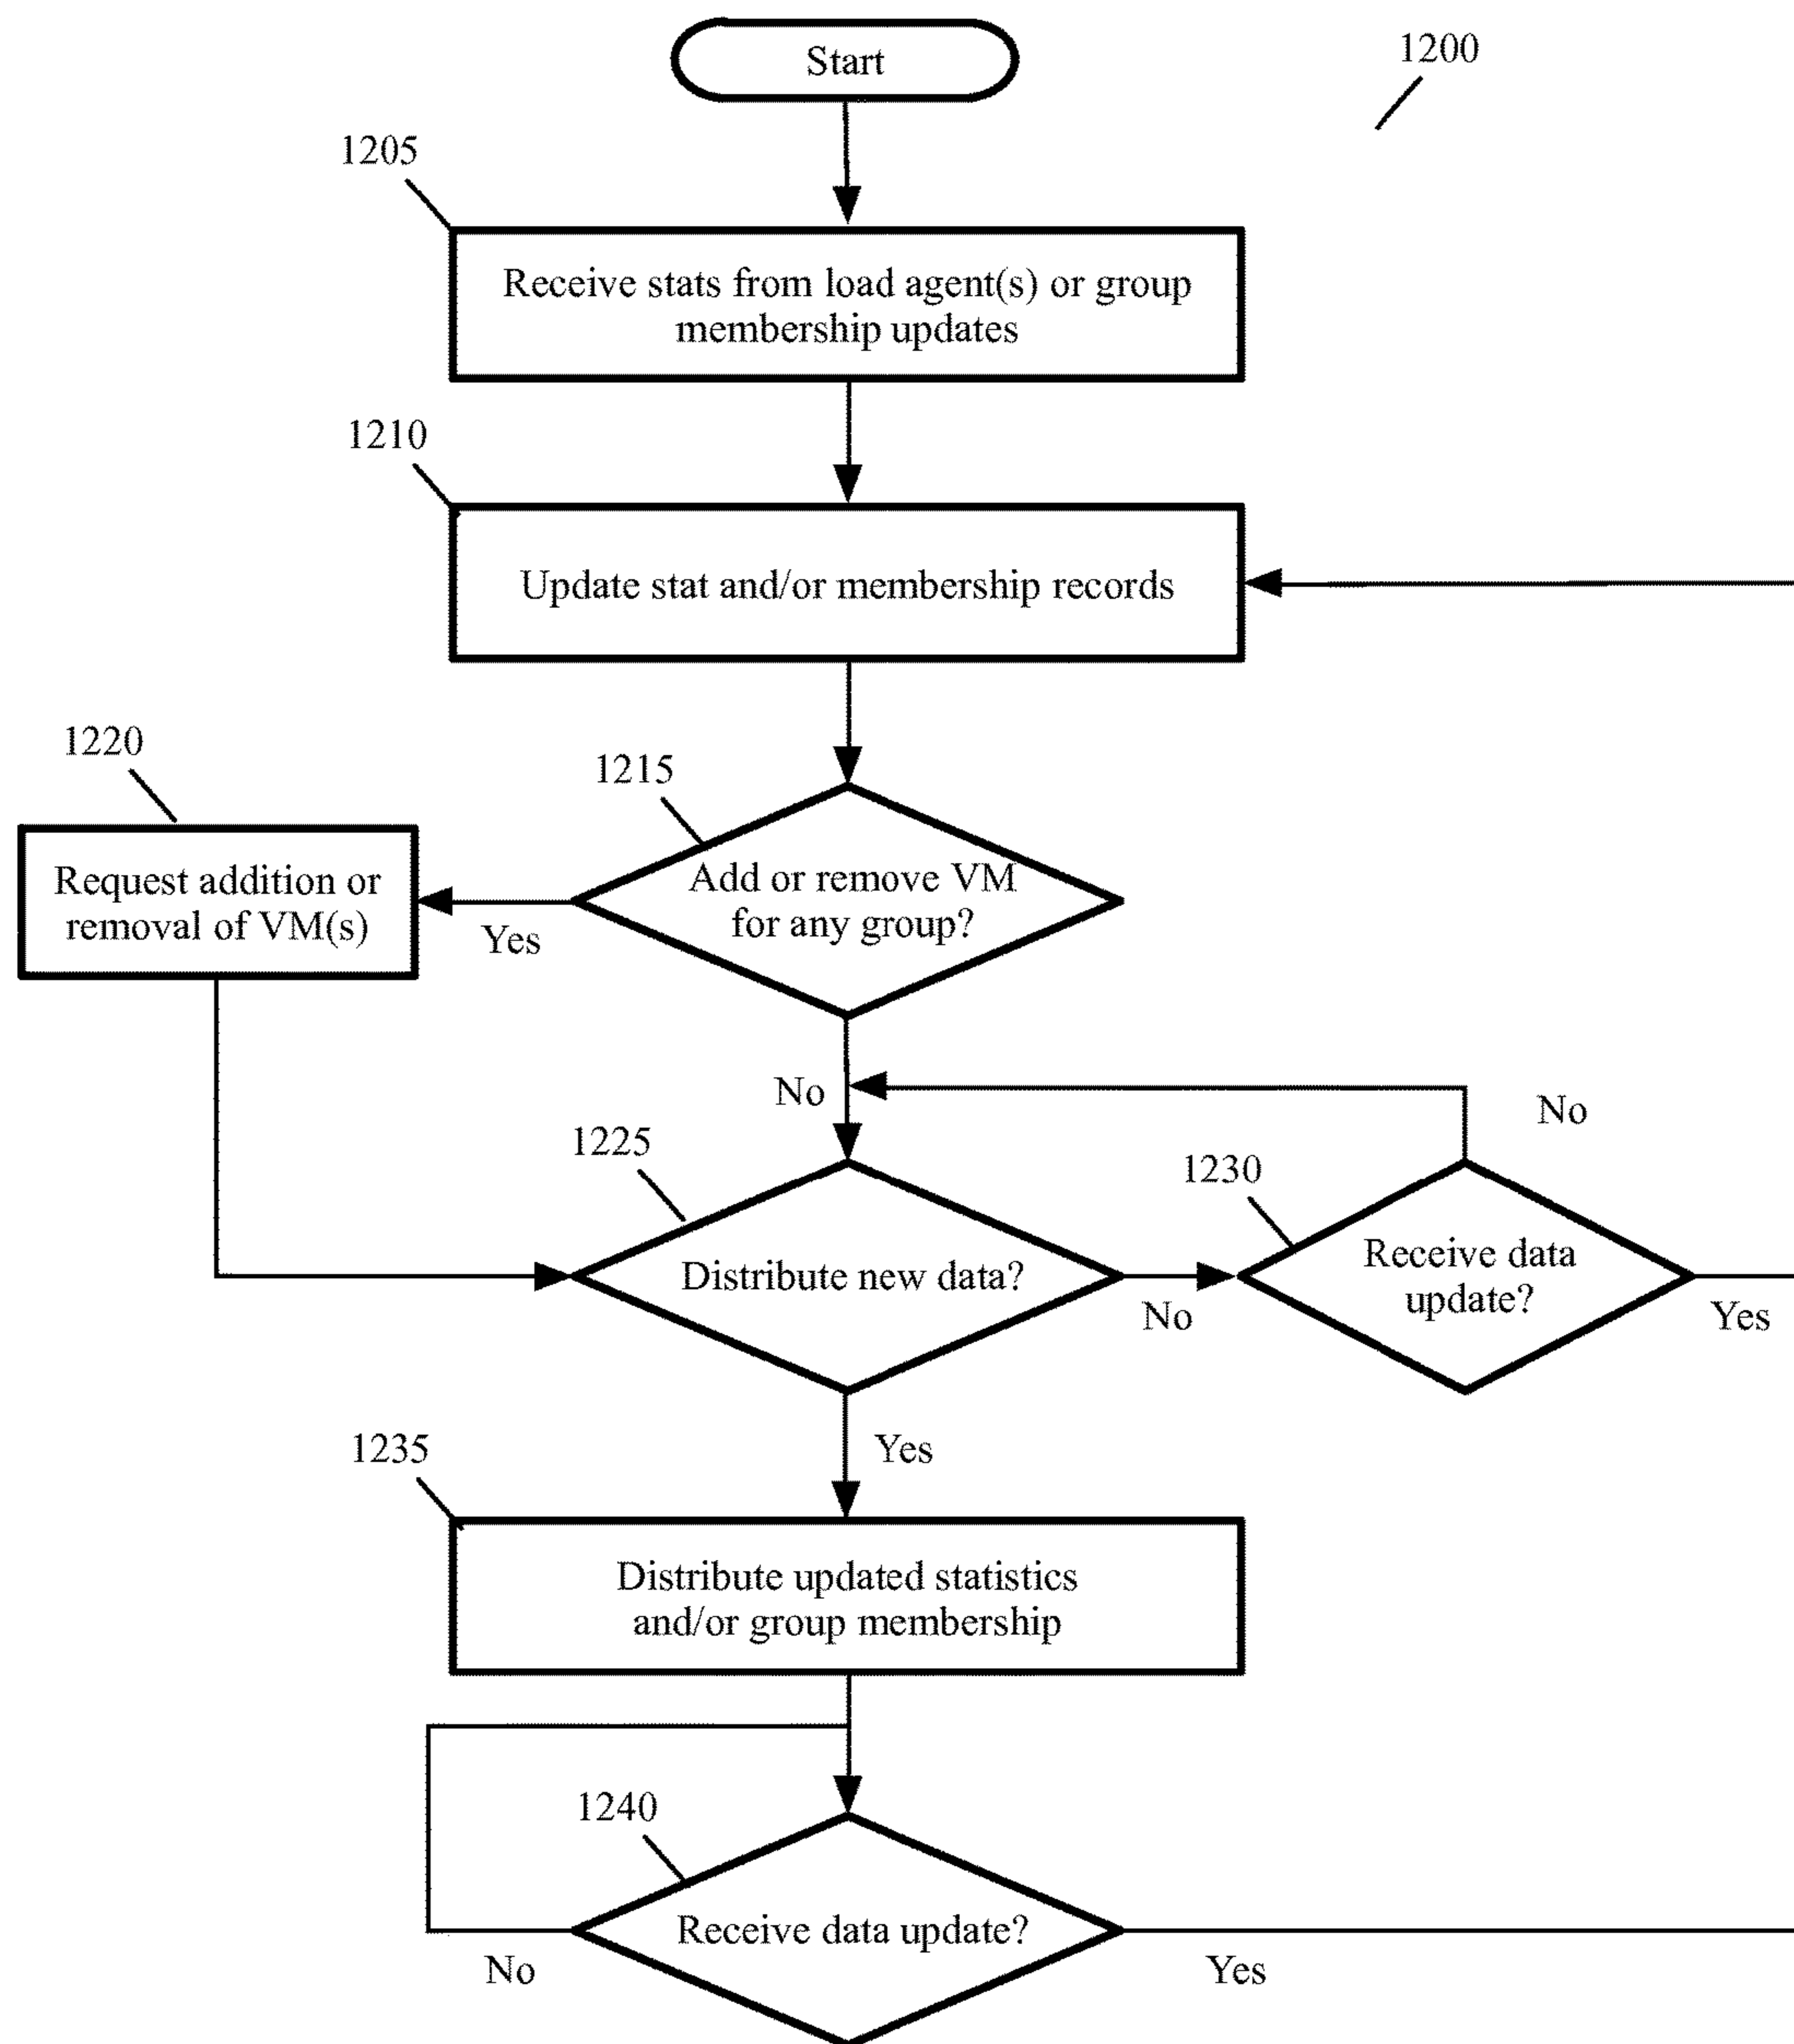 Start
1200
1205
Receive stats from load agent(s) or group
membership updates
1210
Update stat and/or membership records
1220
1215
Request addition or
removal of VM(s)
Yes
Add or remove VM
for any group?
No
No
1225
1230
Distribute new data?
No
Receive data
update?
Yes
Yes
1235
Distribute updated statistics
and/or group membership
1240
Receive data update?
No
Yes